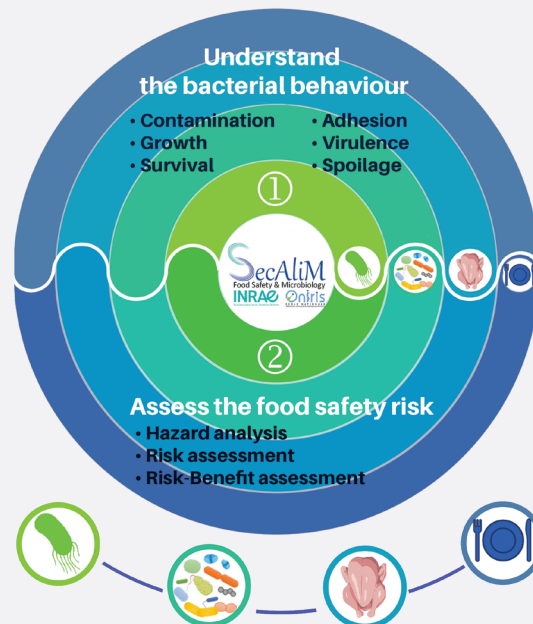 Understand
the bacterial behaviour
• Contamination
• Growth
• Survival
• Adhesion
• Virulence
• Spoilage
①
SecAliM
Food Safety & Microbiology
INRAE Oniris
②
Assess the food safety risk
• Hazard analysis
• Risk assessment
• Risk-Benefit assessment